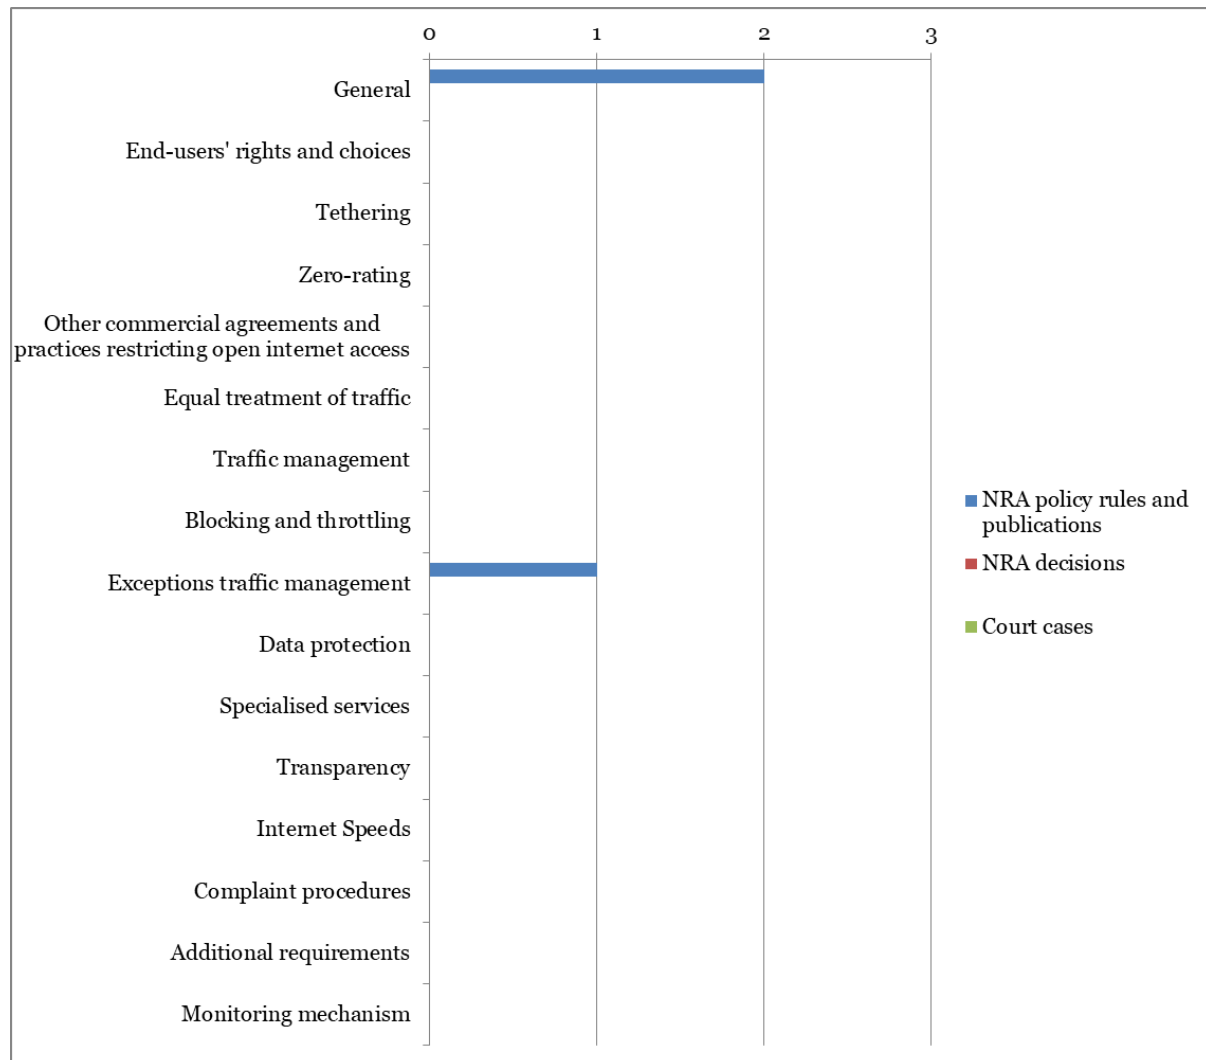 0 1 2 3
General
End-users' rights and choices
Tethering
Zero-rating
Other commercial agreements and
practices restricting open internet access
Equal treatment of traffic
Traffic management
Blocking and throttling
Exceptions traffic management
Data protection
Specialised services
Transparency
Internet Speeds
Complaint procedures
Additional requirements
Monitoring mechanism
NRA policy rules and
publications
NRA decisions
Court cases